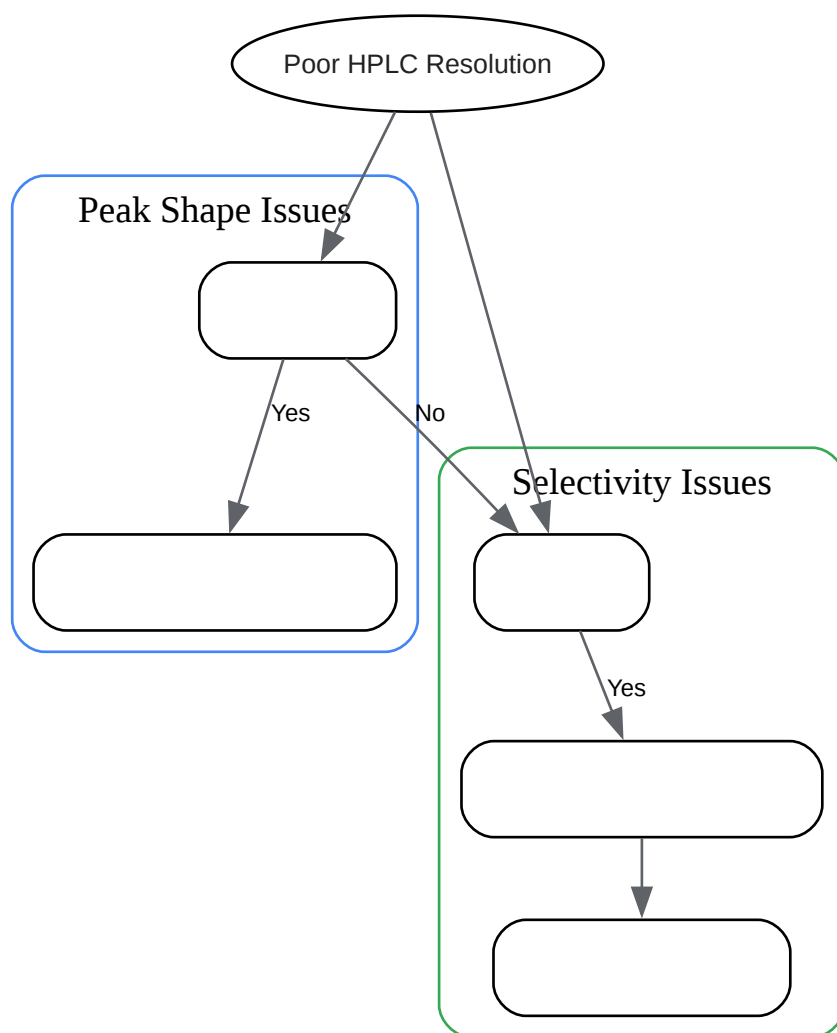 Poor HPLC Resolution
Peak Shape Issues
Yes
No
Selectivity Issues
Yes